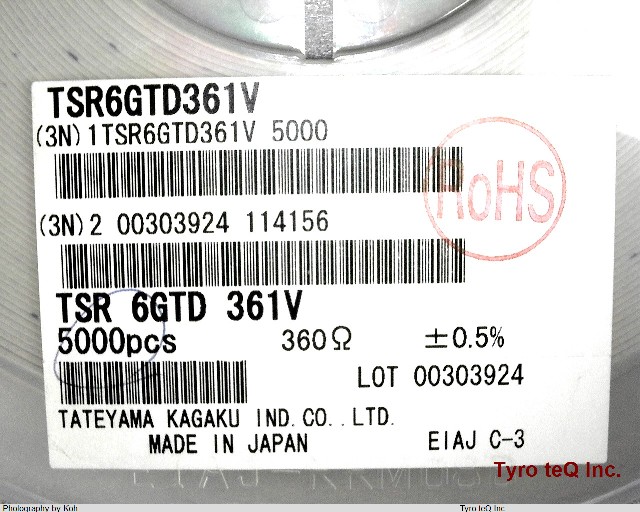 TSR6GTD361V
(3N)1TSR6GTD361V 5000
RoHS
(3N)2 00303924 114156
TSR 6GTD 361V
5000pcs 360Ω ±0.5%
LOT 00303924
TATEYAMA KAGAKU IND.CO.,LTD.
MADE IN JAPAN EIAJ C-3
Tyro teQ Inc.
Photography by Koh Tyro teQ Inc